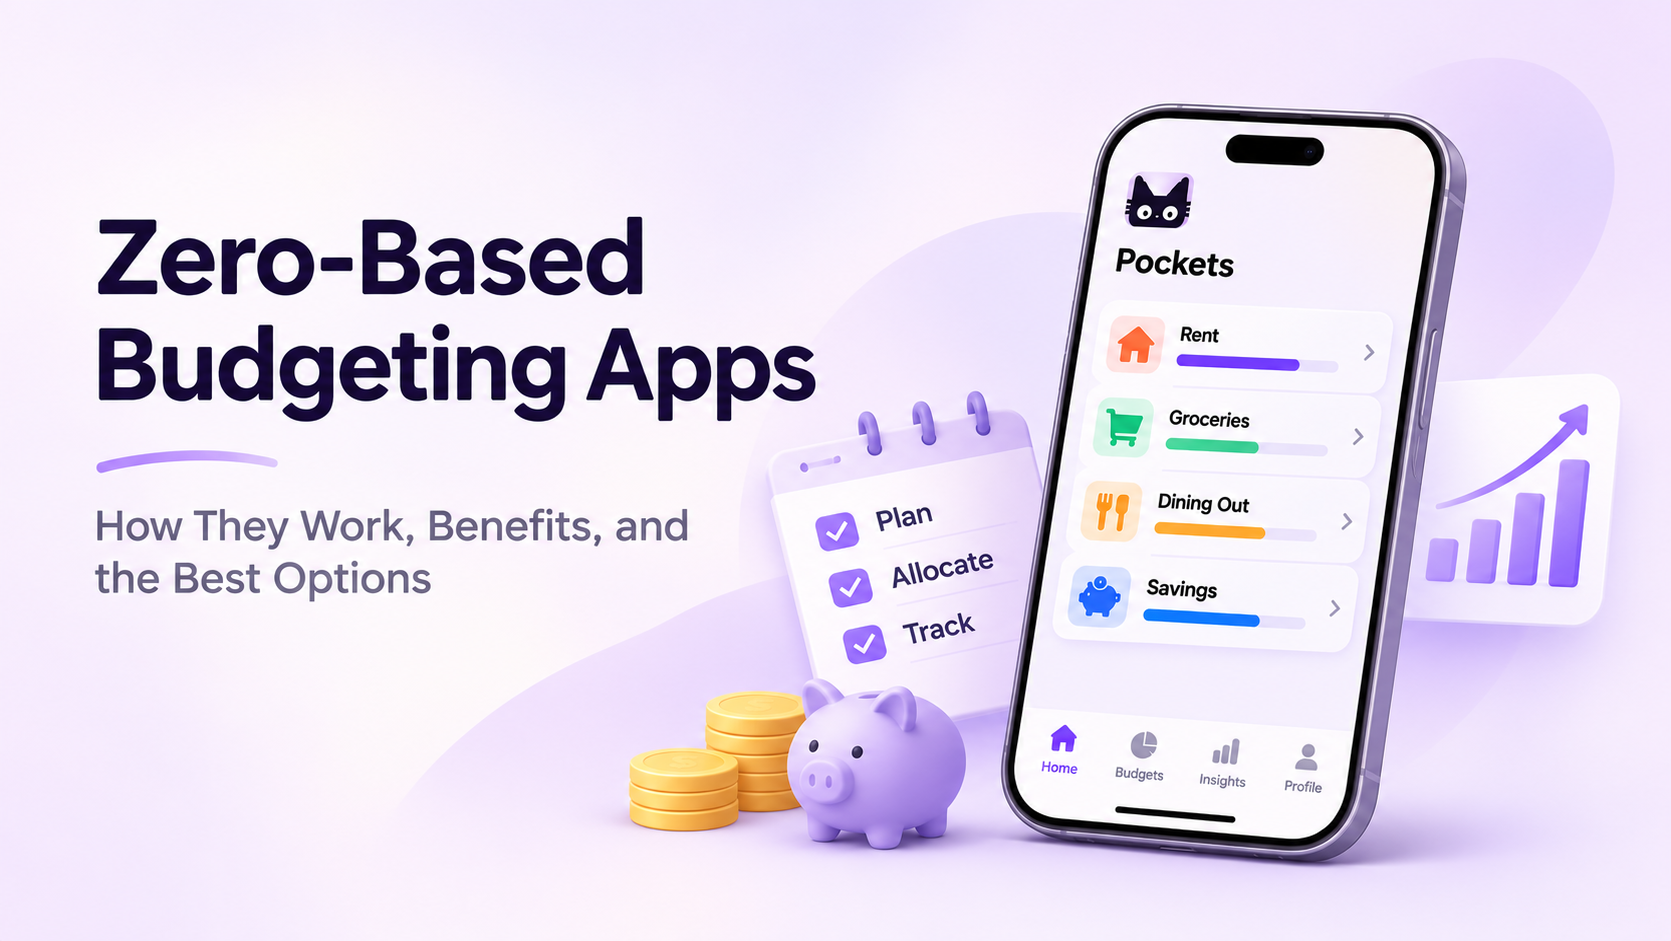 Zero-Based
Budgeting Apps
How They Work, Benefits, and
the Best Options
Plan
Allocate
Track
Pockets
Rent
Groceries
Dining Out
Savings
Home
Budgets
Insights
Profile